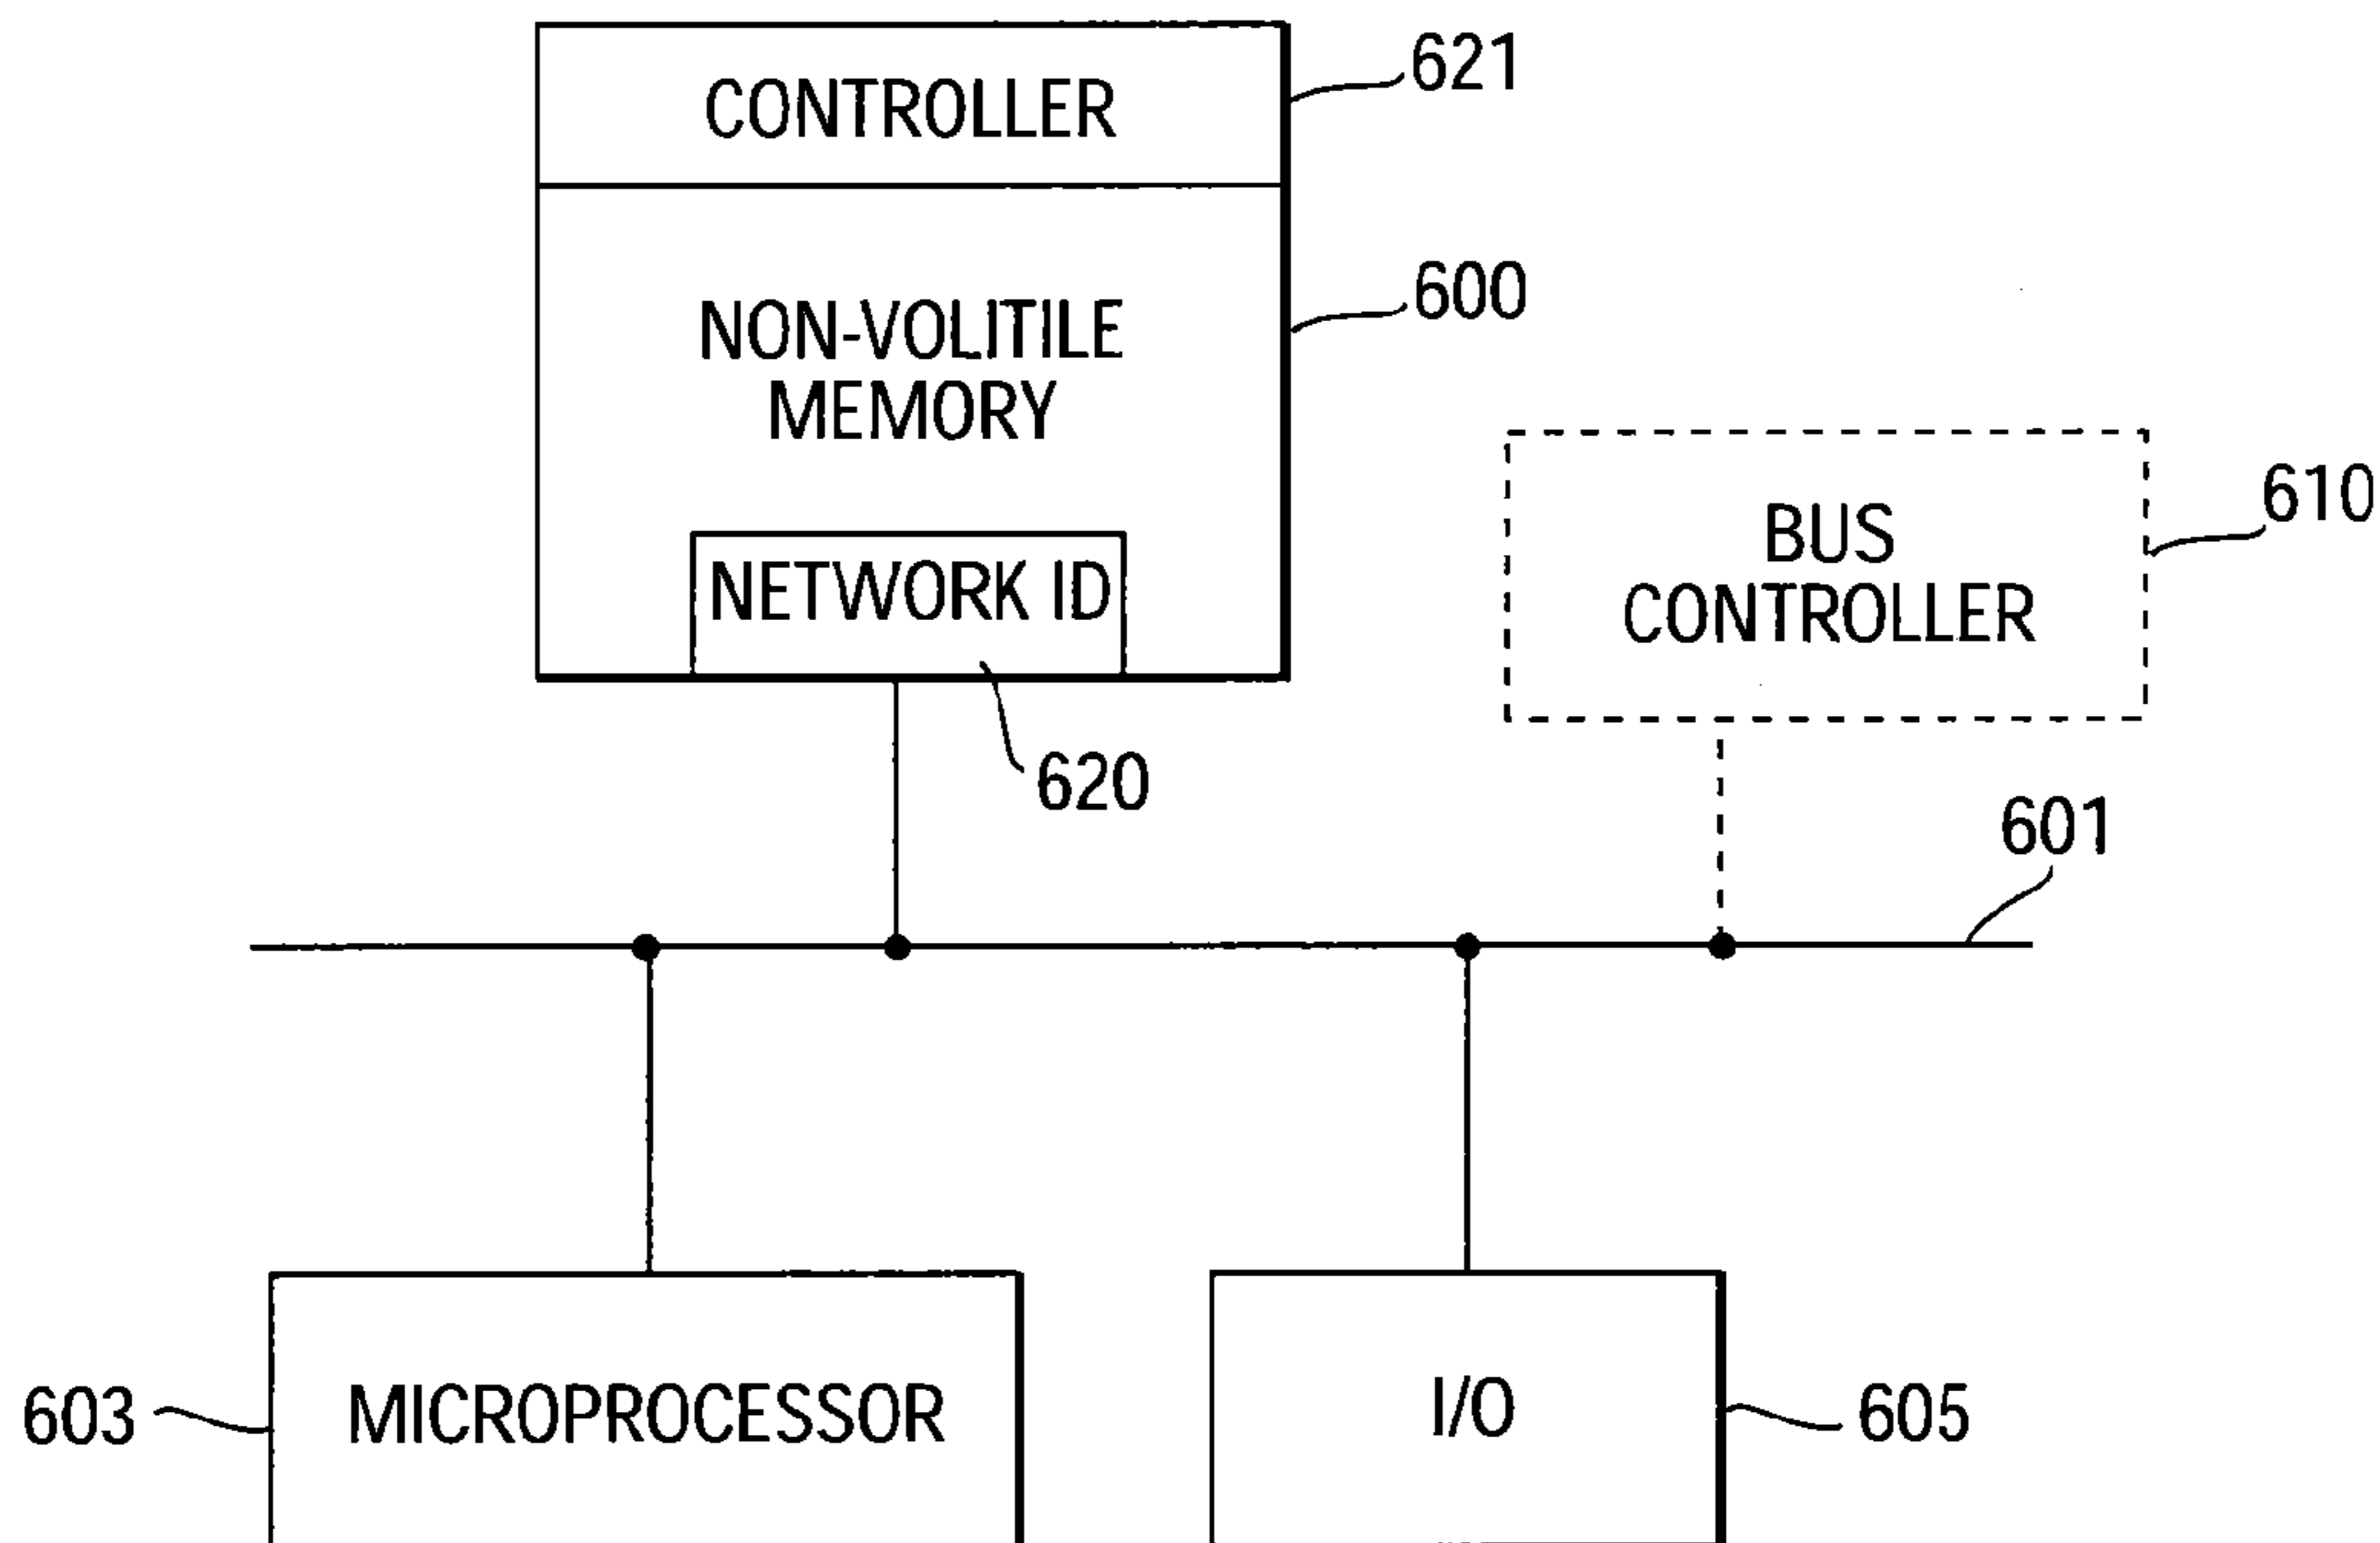 CONTROLLER
621
NON-VOLITILE
MEMORY
600
NETWORK ID
620
BUS
CONTROLLER
610
601
603
MICROPROCESSOR
I/O
605